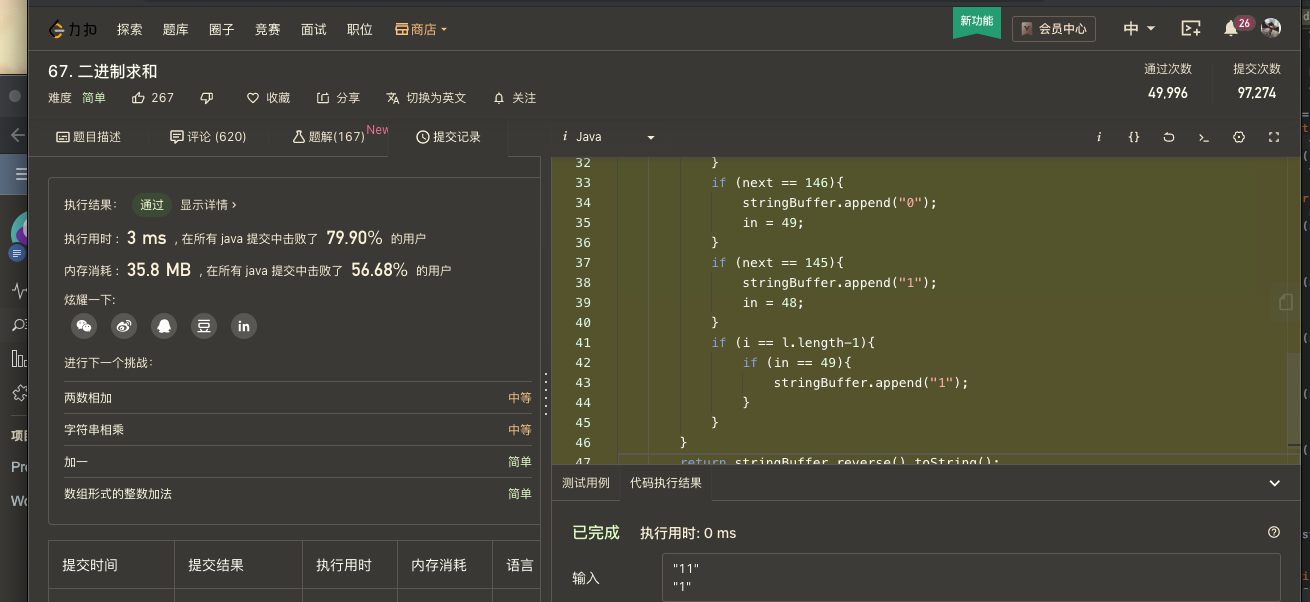 力扣 探索 题库 圈子 竞赛 面试 职位 商店 新功能 会员中心 中 26
67. 二进制求和
通过次数 提交次数
49,996 97,274
难度 简单 267 收藏 分享 切换为英文 关注
题目描述 评论 (620) 题解(167) New 提交记录
i Java i {}
执行结果： 通过 显示详情 ›
执行用时 : 3 ms , 在所有 java 提交中击败了 79.90% 的用户
内存消耗 : 35.8 MB , 在所有 java 提交中击败了 56.68% 的用户
炫耀一下:
豆 in
进行下一个挑战：
两数相加 中等
字符串相乘 中等
加一 简单
数组形式的整数加法 简单
提交时间 提交结果 执行用时 内存消耗 语言
32 }
33 if (next == 146){
34 stringBuffer.append("0");
35 in = 49;
36 }
37 if (next == 145){
38 stringBuffer.append("1");
39 in = 48;
40 }
41 if (i == l.length-1){
42 if (in == 49){
43 stringBuffer.append("1");
44 }
45 }
46 }
47 return stringBuffer.reverse().toString();
测试用例 代码执行结果
已完成 执行用时: 0 ms
输入
"11"
"1"